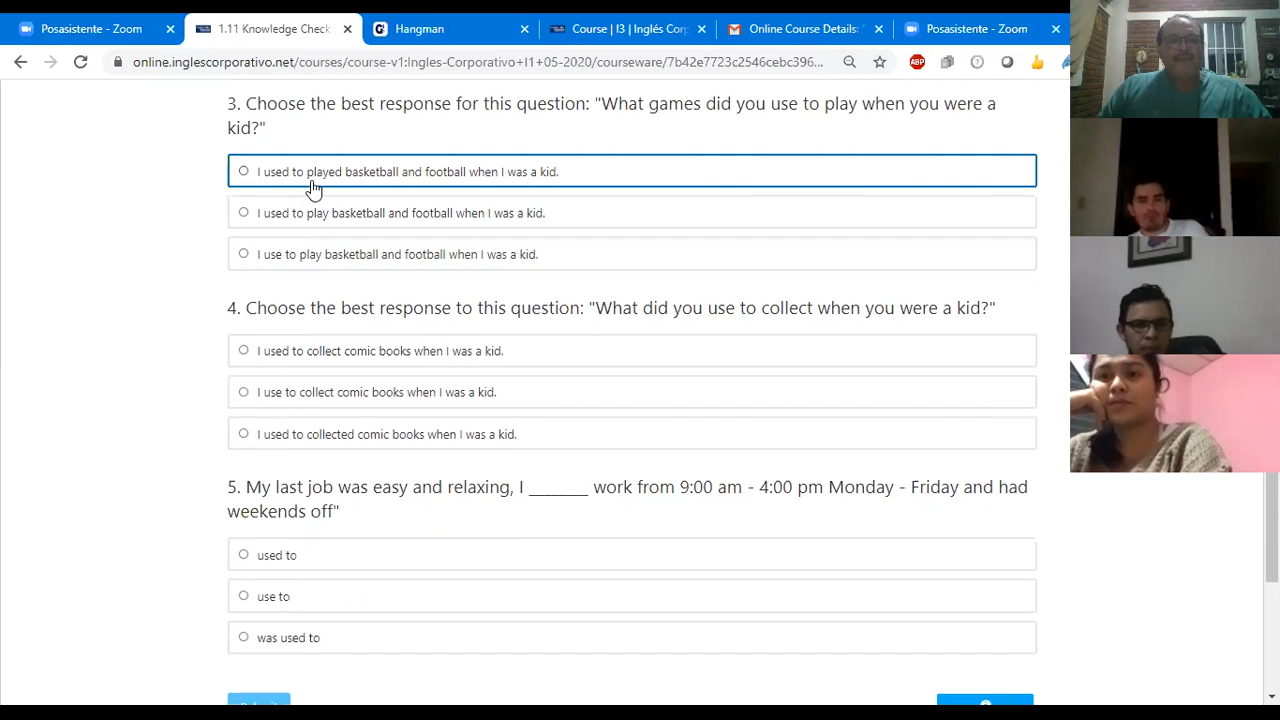 Posasistente - Zoom
1.11 Knowledge Check
Hangman
Course | I3 | Inglés Corp
Online Course Details:
Posasistente - Zoom
online.inglescorporativo.net/courses/course-v1:InglesCorporativo+I1+05-2020/courseware/7b42e7723c2546cebc396...
ABP
3. Choose the best response for this question: "What games did you use to play when you were a
kid?"
I used to played basketball and football when I was a kid.
I used to play basketball and football when I was a kid.
I use to play basketball and football when I was a kid.
4. Choose the best response to this question: "What did you use to collect when you were a kid?"
I used to collect comic books when I was a kid.
I use to collect comic books when I was a kid.
I used to collected comic books when I was a kid.
5. My last job was easy and relaxing, I ________ work from 9:00 am - 4:00 pm Monday - Friday and had
weekends off"
used to
use to
was used to